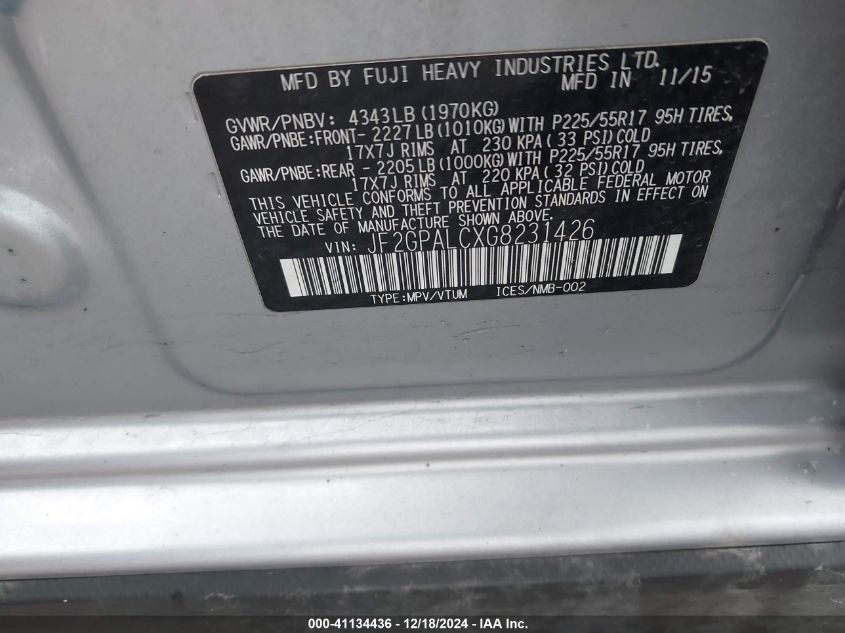 MFD BY FUJI HEAVY INDUSTRIES LTD.
MFD IN 11/15
GVWR/PNBV: 4343LB(1970KG)
GAWR/PNBE:FRONT- 2227LB(1010KG)WITH P225/55R17 95H TIRES,
17X7J RIMS AT 230 KPA( 33 PSI)COLD
GAWR/PNBE:REAR - 2205LB(1000KG)WITH P225/55R17 95H TIRES,
17X7J RIMS AT 220 KPA( 32 PSI)COLD
THIS VEHICLE CONFORMS TO ALL APPLICABLE FEDERAL MOTOR
VEHICLE SAFETY AND THEFT PREVENTION STANDARDS IN EFFECT ON
THE DATE OF MANUFACTURE SHOWN ABOVE.
VIN: JF2GPALCXG8231426
TYPE:MPV/VTUM ICES/NMB-002
000-41134436 - 12/18/2024 - IAA Inc.